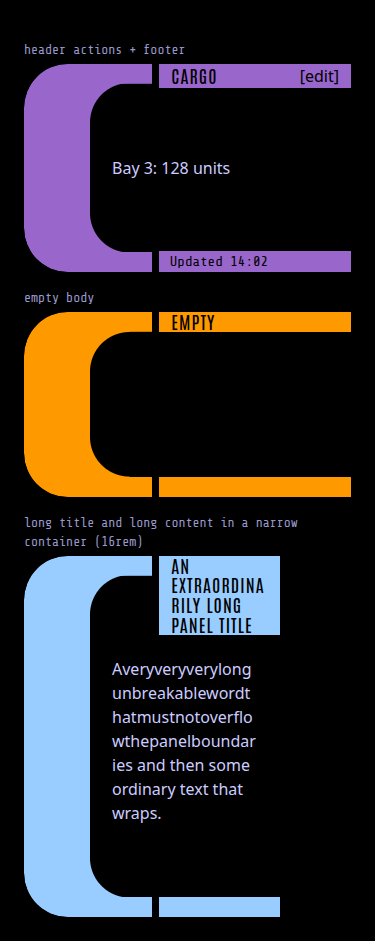 header actions + footer
CARGO [edit]
Bay 3: 128 units
Updated 14:02
empty body
EMPTY
long title and long content in a narrow
container (16rem)
AN
EXTRAORDINA
RILY LONG
PANEL TITLE
Averyveryverylong
unbreakablewordt
hatmustnotoverflo
wthepanelboundar
ies and then some
ordinary text that
wraps.